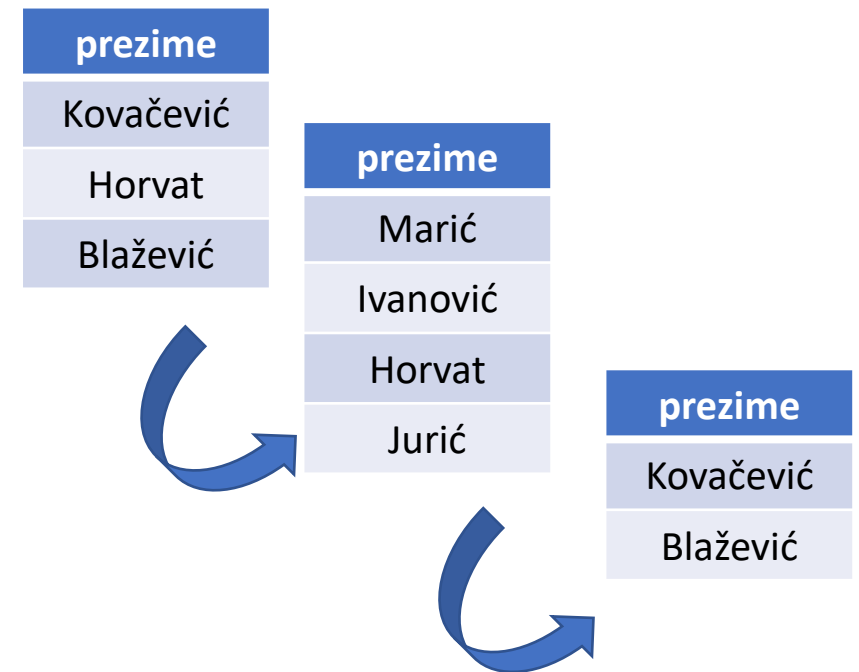 prezime
Kovačević
Horvat
Blažević
prezime
Marić
Ivanović
Horvat
Jurić
prezime
Kovačević
Blažević